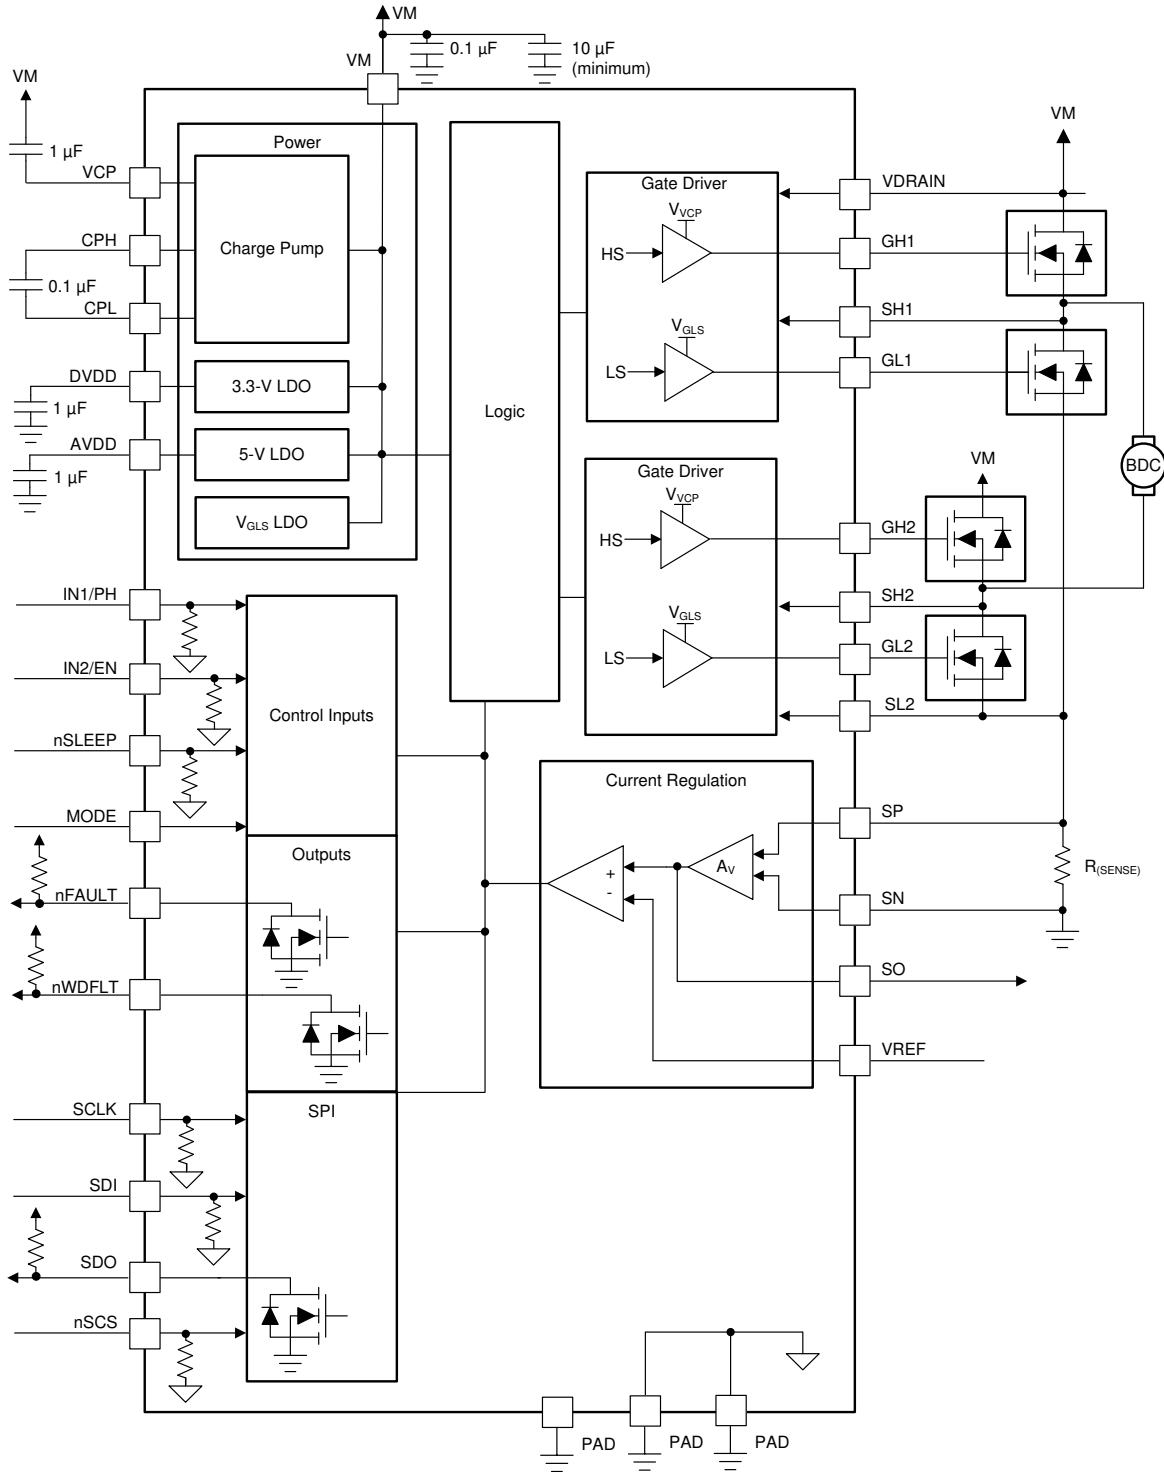 VM
0.1 µF
10 µF
(minimum)
VM
VM
1 µF
VCP
CPH
0.1 µF
CPL
DVDD
1 µF
AVDD
1 µF
Power
Charge Pump
3.3-V LDO
5-V LDO
VGLS LDO
Logic
Gate Driver
VVCP
HS
VGLS
LS
Gate Driver
VVCP
HS
VGLS
LS
VM
VDRAIN
GH1
SH1
GL1
BDC
VM
GH2
SH2
GL2
SL2
IN1/PH
IN2/EN
nSLEEP
MODE
Control Inputs
nFAULT
nWDFLT
Outputs
SCLK
SDI
SDO
nSCS
SPI
Current Regulation
+
-
AV
SP
SN
R(SENSE)
SO
VREF
PAD
PAD
PAD